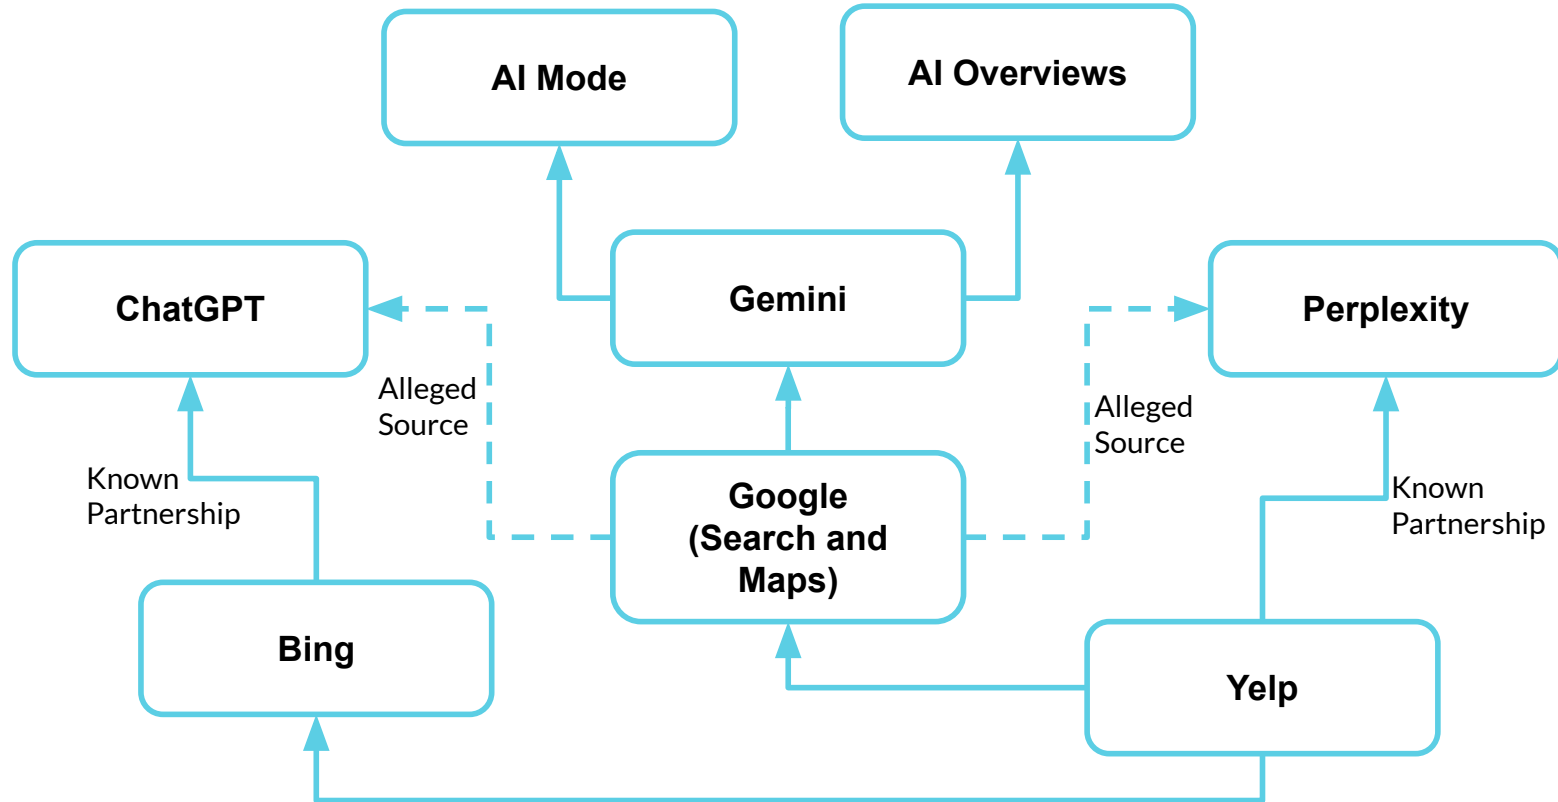 AI Mode
AI Overviews
ChatGPT
Gemini
Perplexity
Alleged
Source
Alleged
Source
Known
Partnership
Google
(Search and
Maps)
Known
Partnership
Bing
Yelp